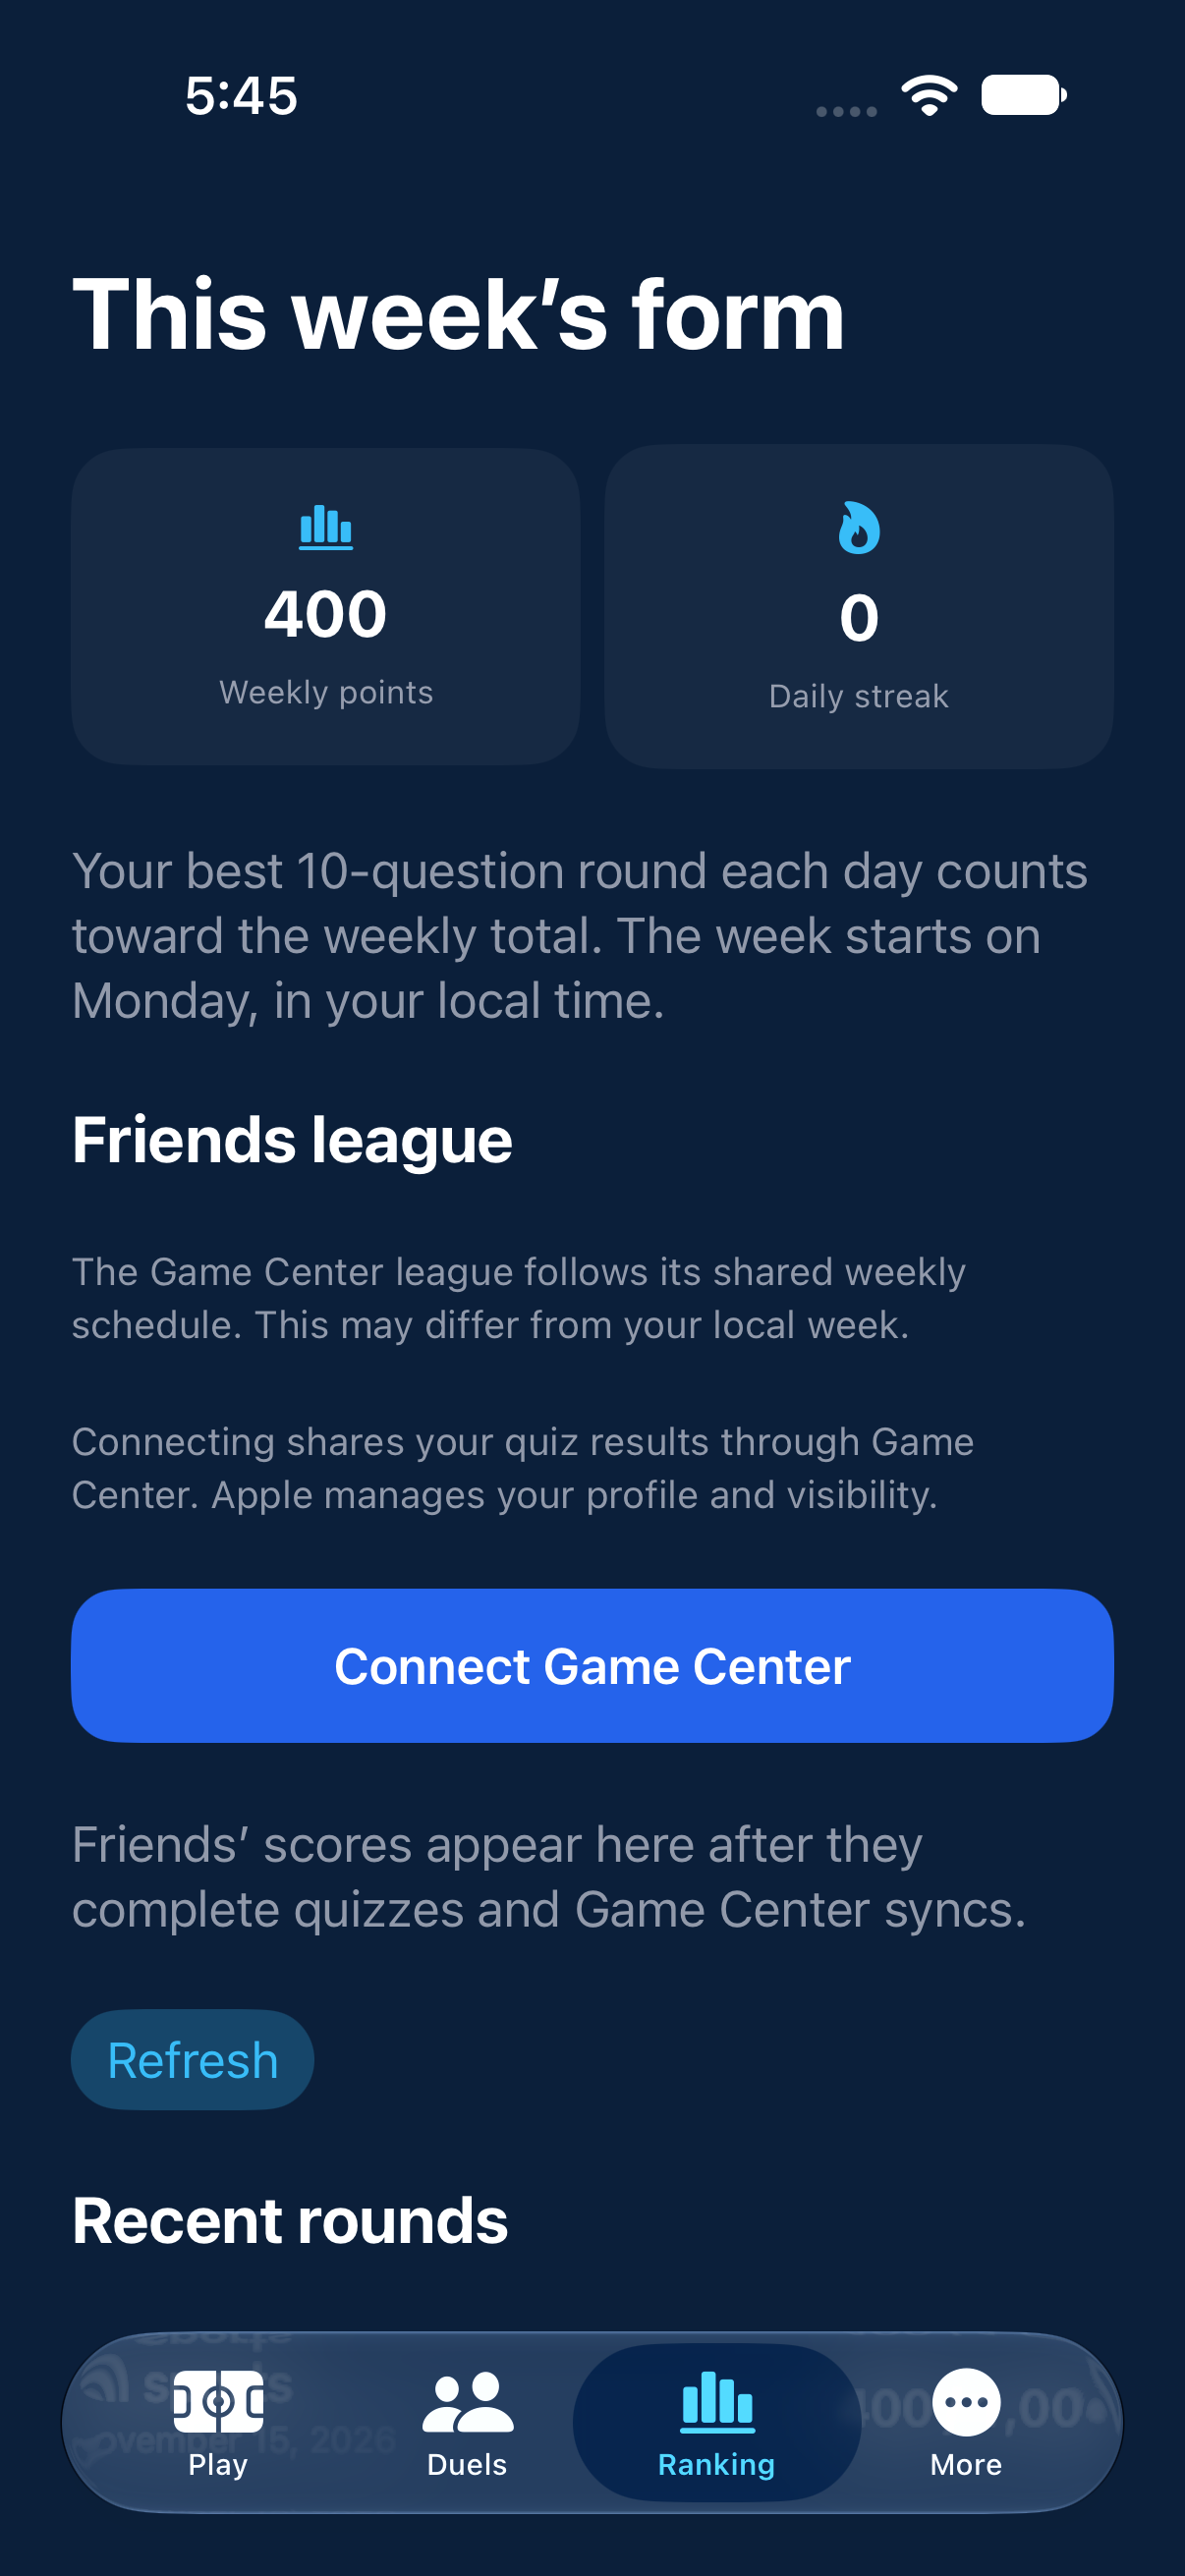 5:45
This week’s form
400
Weekly points
0
Daily streak
Your best 10-question round each day counts
toward the weekly total. The week starts on
Monday, in your local time.
Friends league
The Game Center league follows its shared weekly
schedule. This may differ from your local week.
Connecting shares your quiz results through Game
Center. Apple manages your profile and visibility.
Connect Game Center
Friends’ scores appear here after they
complete quizzes and Game Center syncs.
Refresh
Recent rounds
Play
Duels
Ranking
More